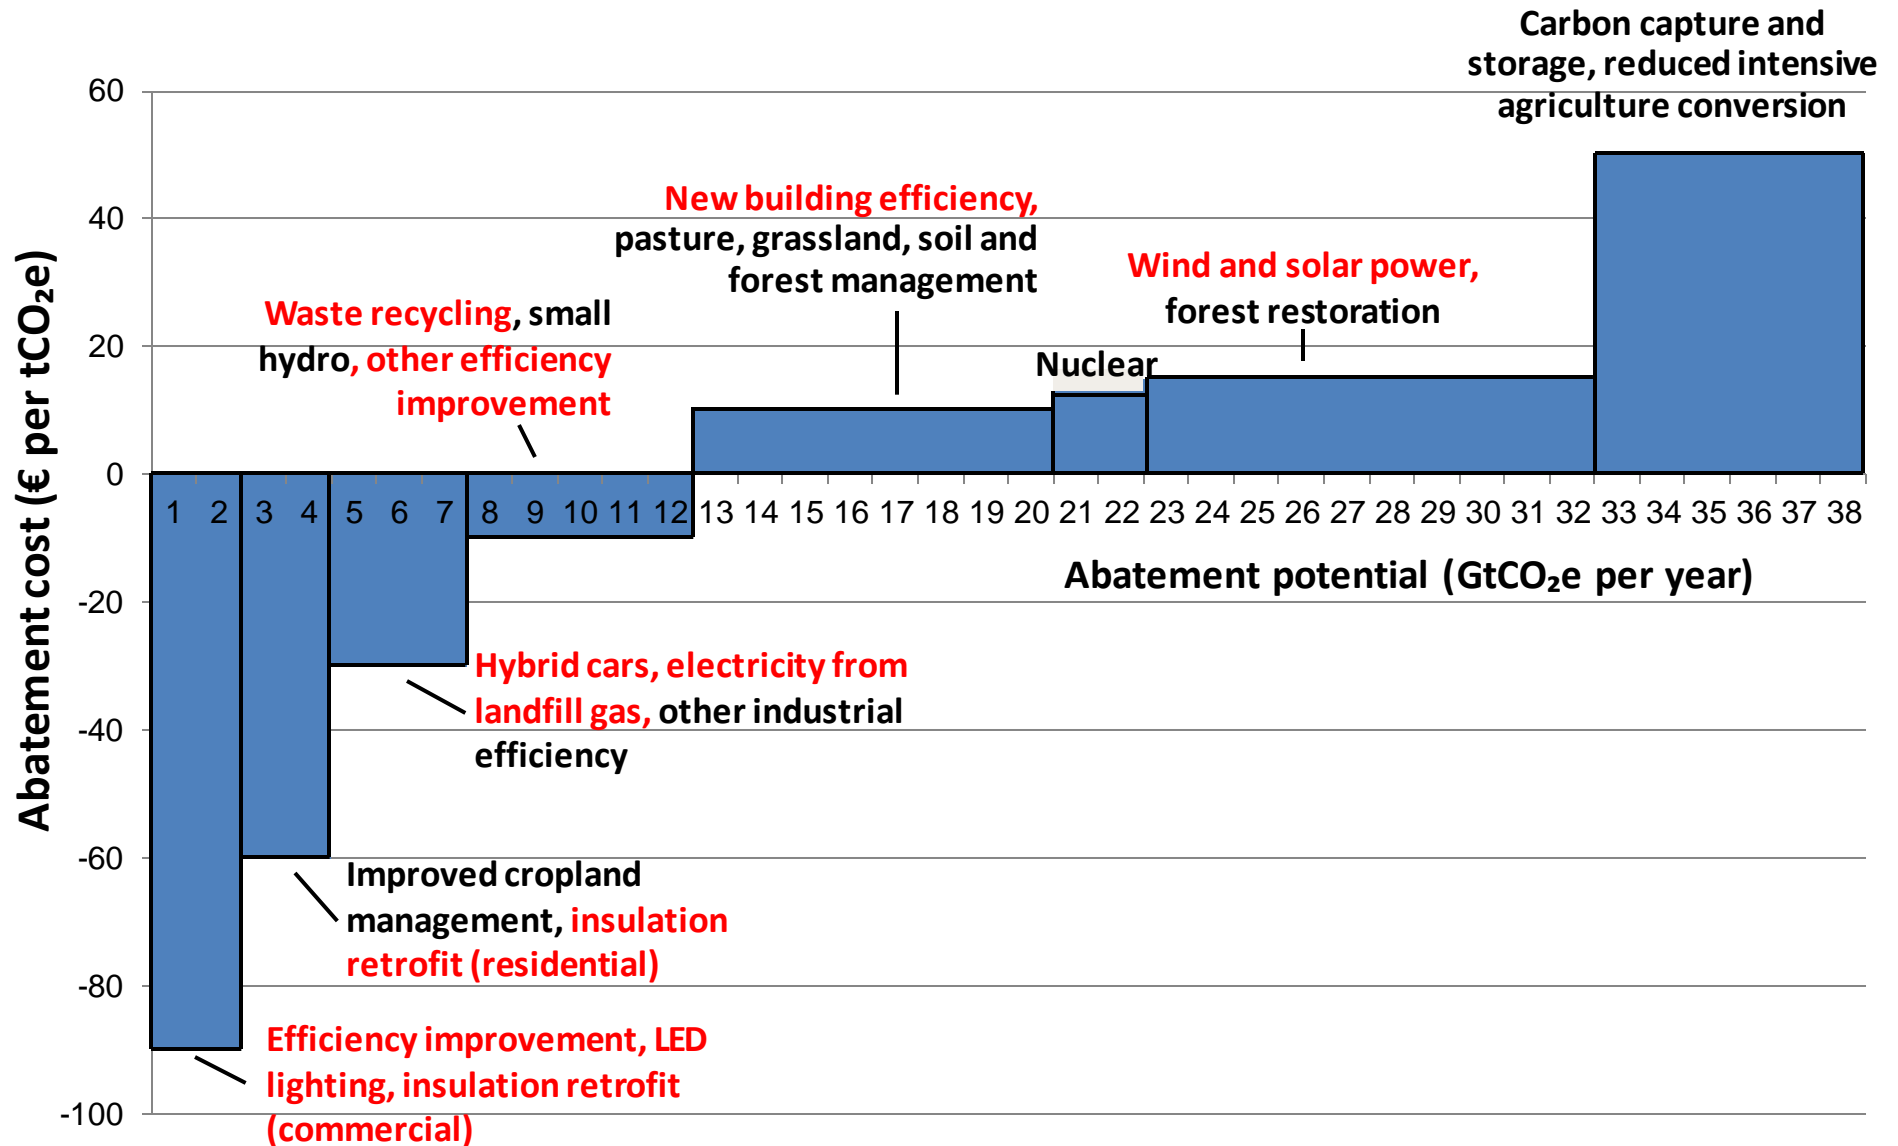 Carbon capture and
storage, reduced intensive
agriculture conversion
60
New building efficiency,
pasture, grassland, soil and
forest management
40
Wind and solar power,
forest restoration
Waste recycling, small
hydro, other efficiency
improvement
20
Nuclear
0
1 2 3 4 5 6 7 8 9 10 11 12 13 14 15 16 17 18 19 20 21 22 23 24 25 26 27 28 29 30 31 32 33 34 35 36 37 38
Abatement potential (GtCO₂e per year)
-20
Hybrid cars, electricity from
landfill gas, other industrial
efficiency
-40
-60
Improved cropland
management, insulation
retrofit (residential)
-80
Efficiency improvement, LED
lighting, insulation retrofit
(commercial)
-100
Abatement cost (€ per tCO₂e)